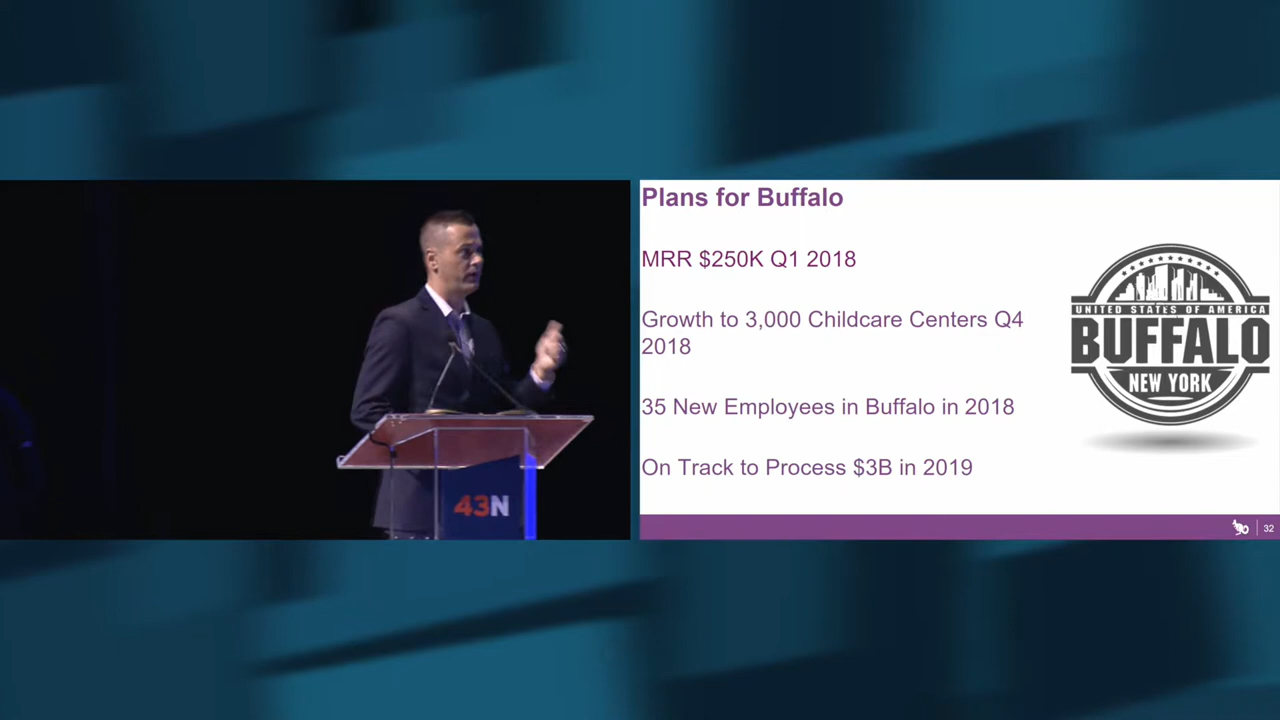 43N
Plans for Buffalo
MRR $250K Q1 2018
Growth to 3,000 Childcare Centers Q4
2018
35 New Employees in Buffalo in 2018
On Track to Process $3B in 2019
UNITED STATES OF AMERICA
BUFFALO
NEW YORK
32